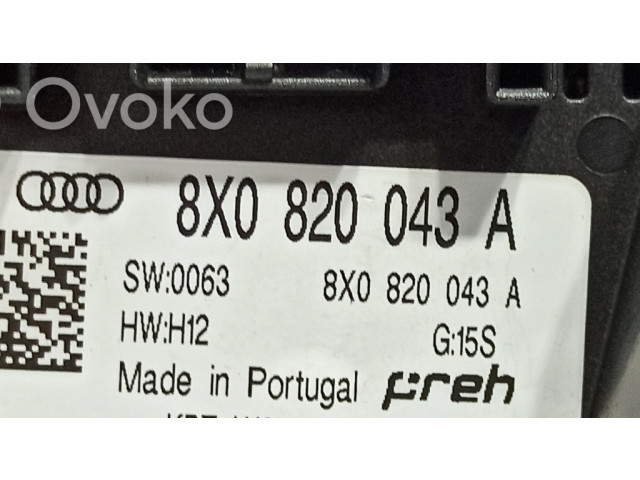 Ovoko
8X0 820 043 A
SW:0063 8X0 820 043 A
HW:H12 G:15S
Made in Portugal preh